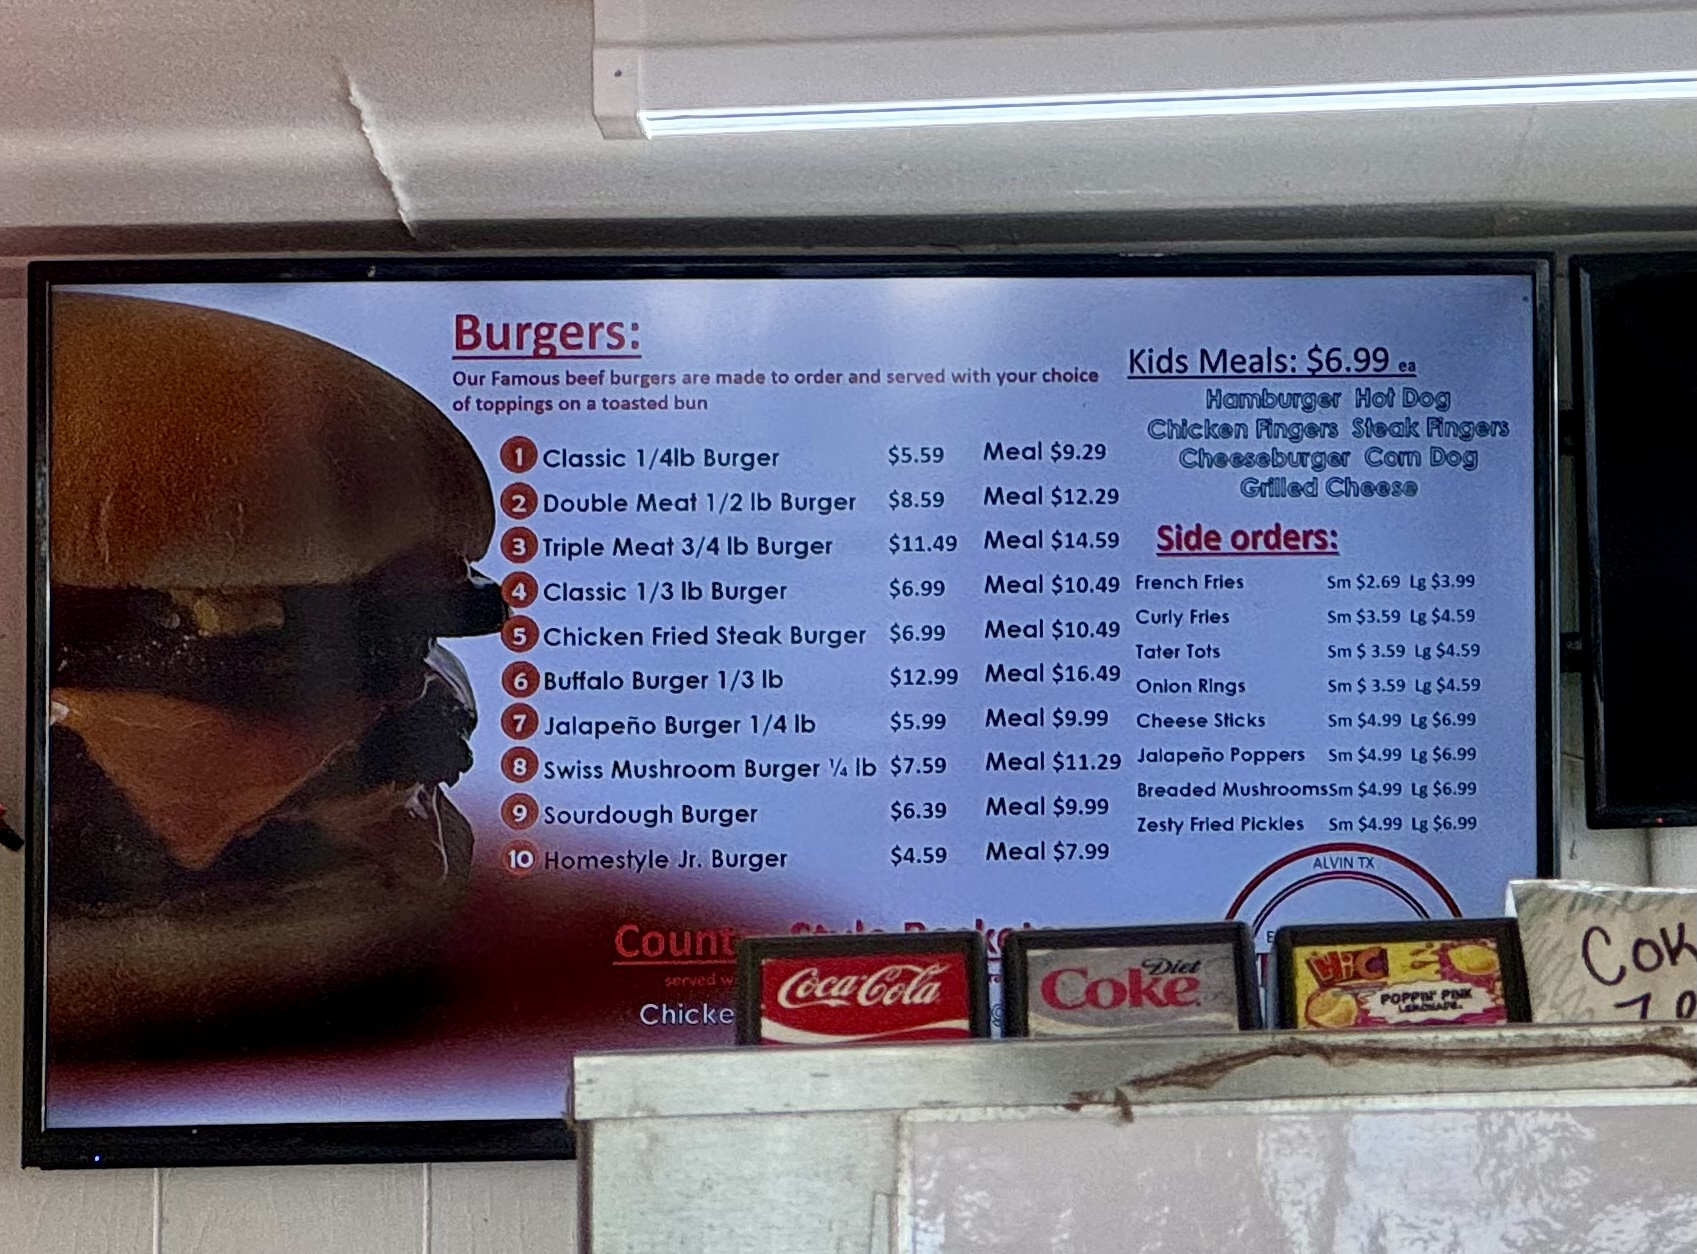 Burgers:
Our Famous beef burgers are made to order and served with your choice
of toppings on a toasted bun
1 Classic 1/4lb Burger $5.59 Meal $9.29
2 Double Meat 1/2 lb Burger $8.59 Meal $12.29
3 Triple Meat 3/4 lb Burger $11.49 Meal $14.59
4 Classic 1/3 lb Burger $6.99 Meal $10.49
5 Chicken Fried Steak Burger $6.99 Meal $10.49
6 Buffalo Burger 1/3 lb $12.99 Meal $16.49
7 Jalapeño Burger 1/4 lb $5.99 Meal $9.99
8 Swiss Mushroom Burger ¼ lb $7.59 Meal $11.29
9 Sourdough Burger $6.39 Meal $9.99
10 Homestyle Jr. Burger $4.59 Meal $7.99
Kids Meals: $6.99 ea
Hamburger Hot Dog
Chicken Fingers Steak Fingers
Cheeseburger Corn Dog
Grilled Cheese
Side orders:
French Fries Sm $2.69 Lg $3.99
Curly Fries Sm $3.59 Lg $4.59
Tater Tots Sm $ 3.59 Lg $4.59
Onion Rings Sm $ 3.59 Lg $4.59
Cheese Sticks Sm $4.99 Lg $6.99
Jalapeño Poppers Sm $4.99 Lg $6.99
Breaded Mushrooms Sm $4.99 Lg $6.99
Zesty Fried Pickles Sm $4.99 Lg $6.99
ALVIN TX
Style
served
Coca-Cola
Diet
Coke
Hi-C
POPPIN' PINK
LEMONADE